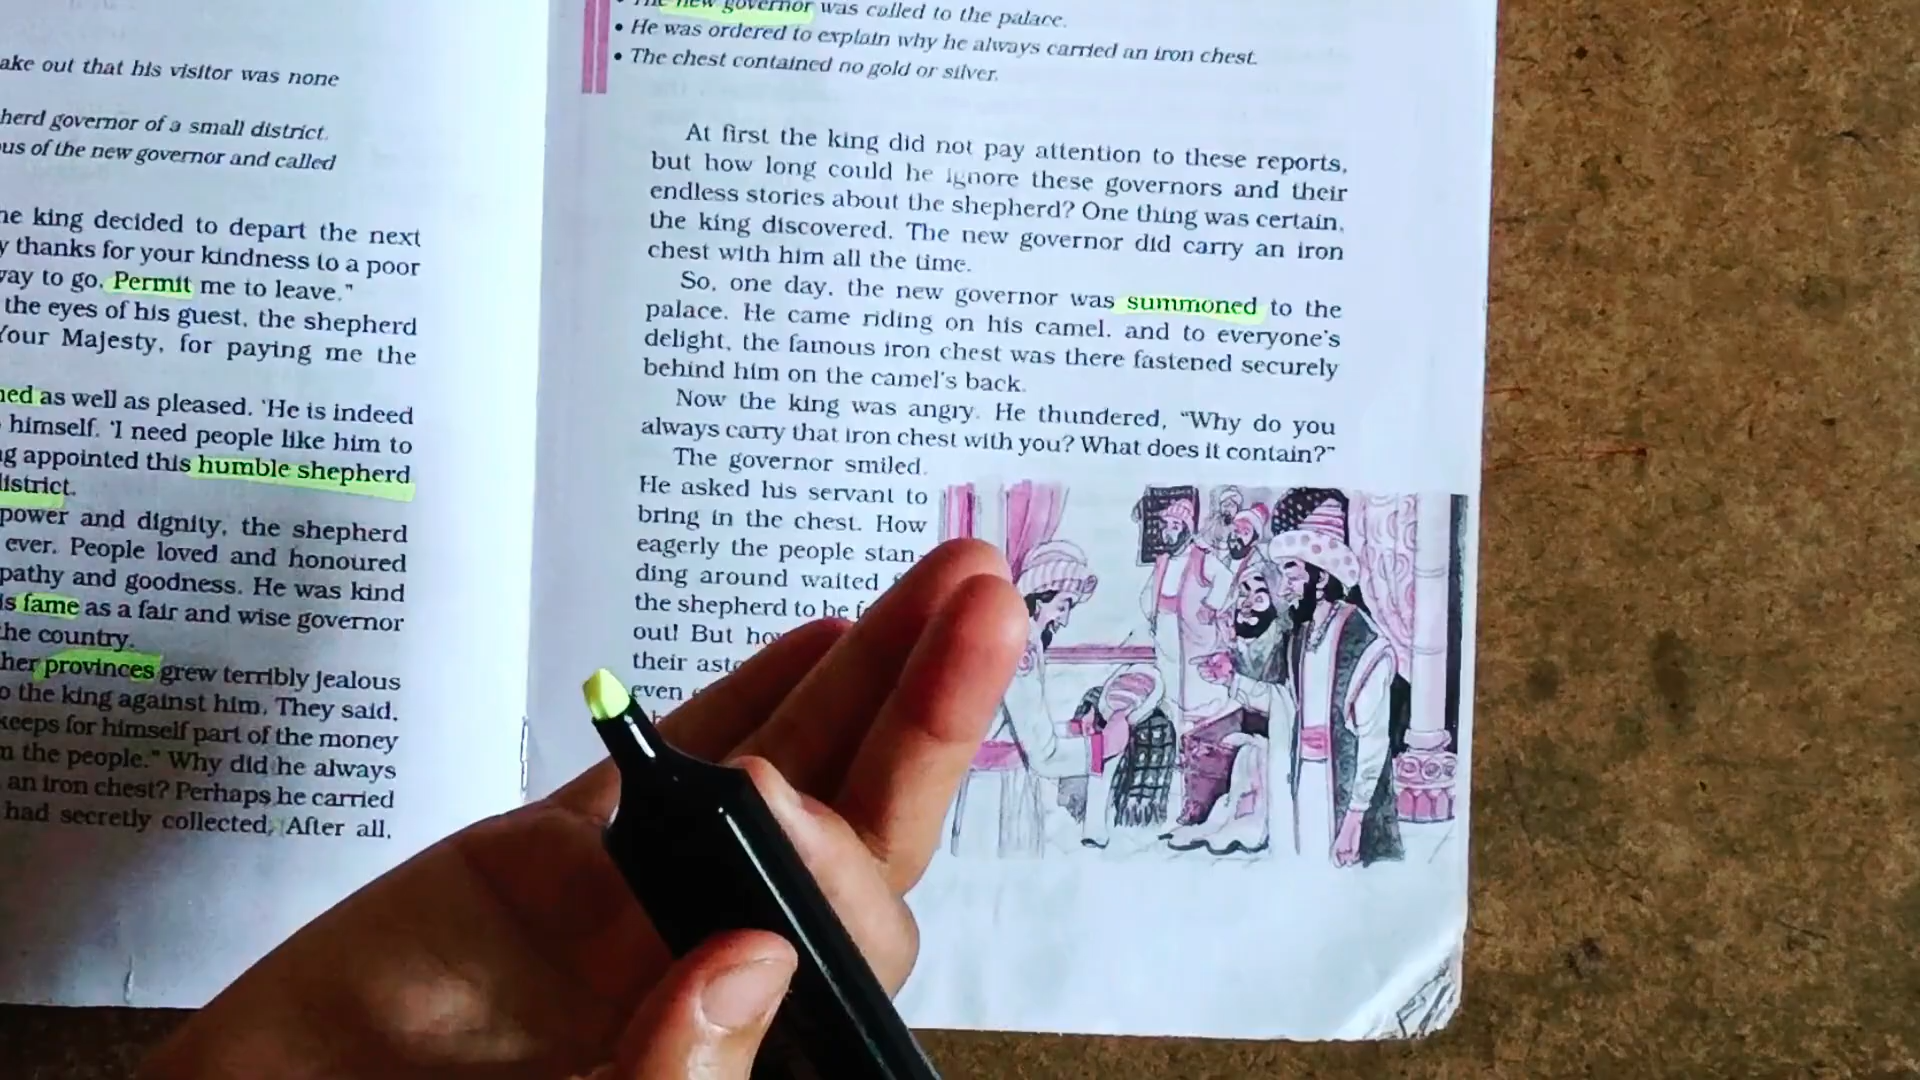 ake out that his visitor was none
herd governor of a small district.
us of the new governor and called
he king decided to depart the next
y thanks for your kindness to a poor
way to go. Permit me to leave."
the eyes of his guest, the shepherd
Your Majesty, for paying me the
ned as well as pleased. 'He is indeed
himself. 'I need people like him to
ng appointed this humble shepherd
district.
power and dignity, the shepherd
ever. People loved and honoured
pathy and goodness. He was kind
is fame as a fair and wise governor
the country.
her provinces grew terribly jealous
o the king against him. They said,
keeps for himself part of the money
m the people." Why did he always
an iron chest? Perhaps he carried
had secretly collected. After all,
• The new governor was called to the palace.
• He was ordered to explain why he always carried an iron chest.
• The chest contained no gold or silver.
At first the king did not pay attention to these reports,
but how long could he ignore these governors and their
endless stories about the shepherd? One thing was certain,
the king discovered. The new governor did carry an iron
chest with him all the time.
So, one day, the new governor was summoned to the
palace. He came riding on his camel, and to everyone's
delight, the famous iron chest was there fastened securely
behind him on the camel's back.
Now the king was angry. He thundered, "Why do you
always carry that iron chest with you? What does it contain?"
The governor smiled.
He asked his servant to
bring in the chest. How
eagerly the people stan-
ding around waited
the shepherd to be
out! But
their
even